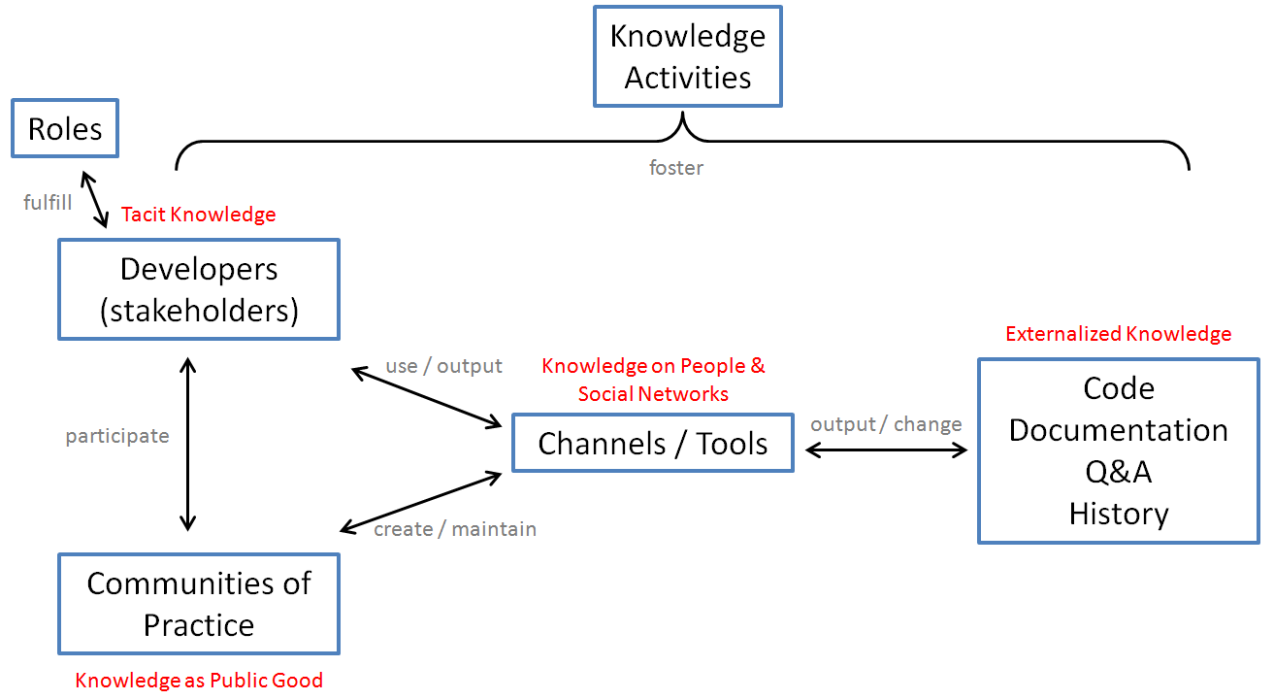 Knowledge
Activities
Roles
foster
fulfill
Tacit Knowledge
Developers
(stakeholders)
Externalized Knowledge
use / output
Knowledge on People &
Social Networks
Code
Documentation
Q&A
History
participate
output / change
Channels / Tools
create / maintain
Communities of
Practice
Knowledge as Public Good